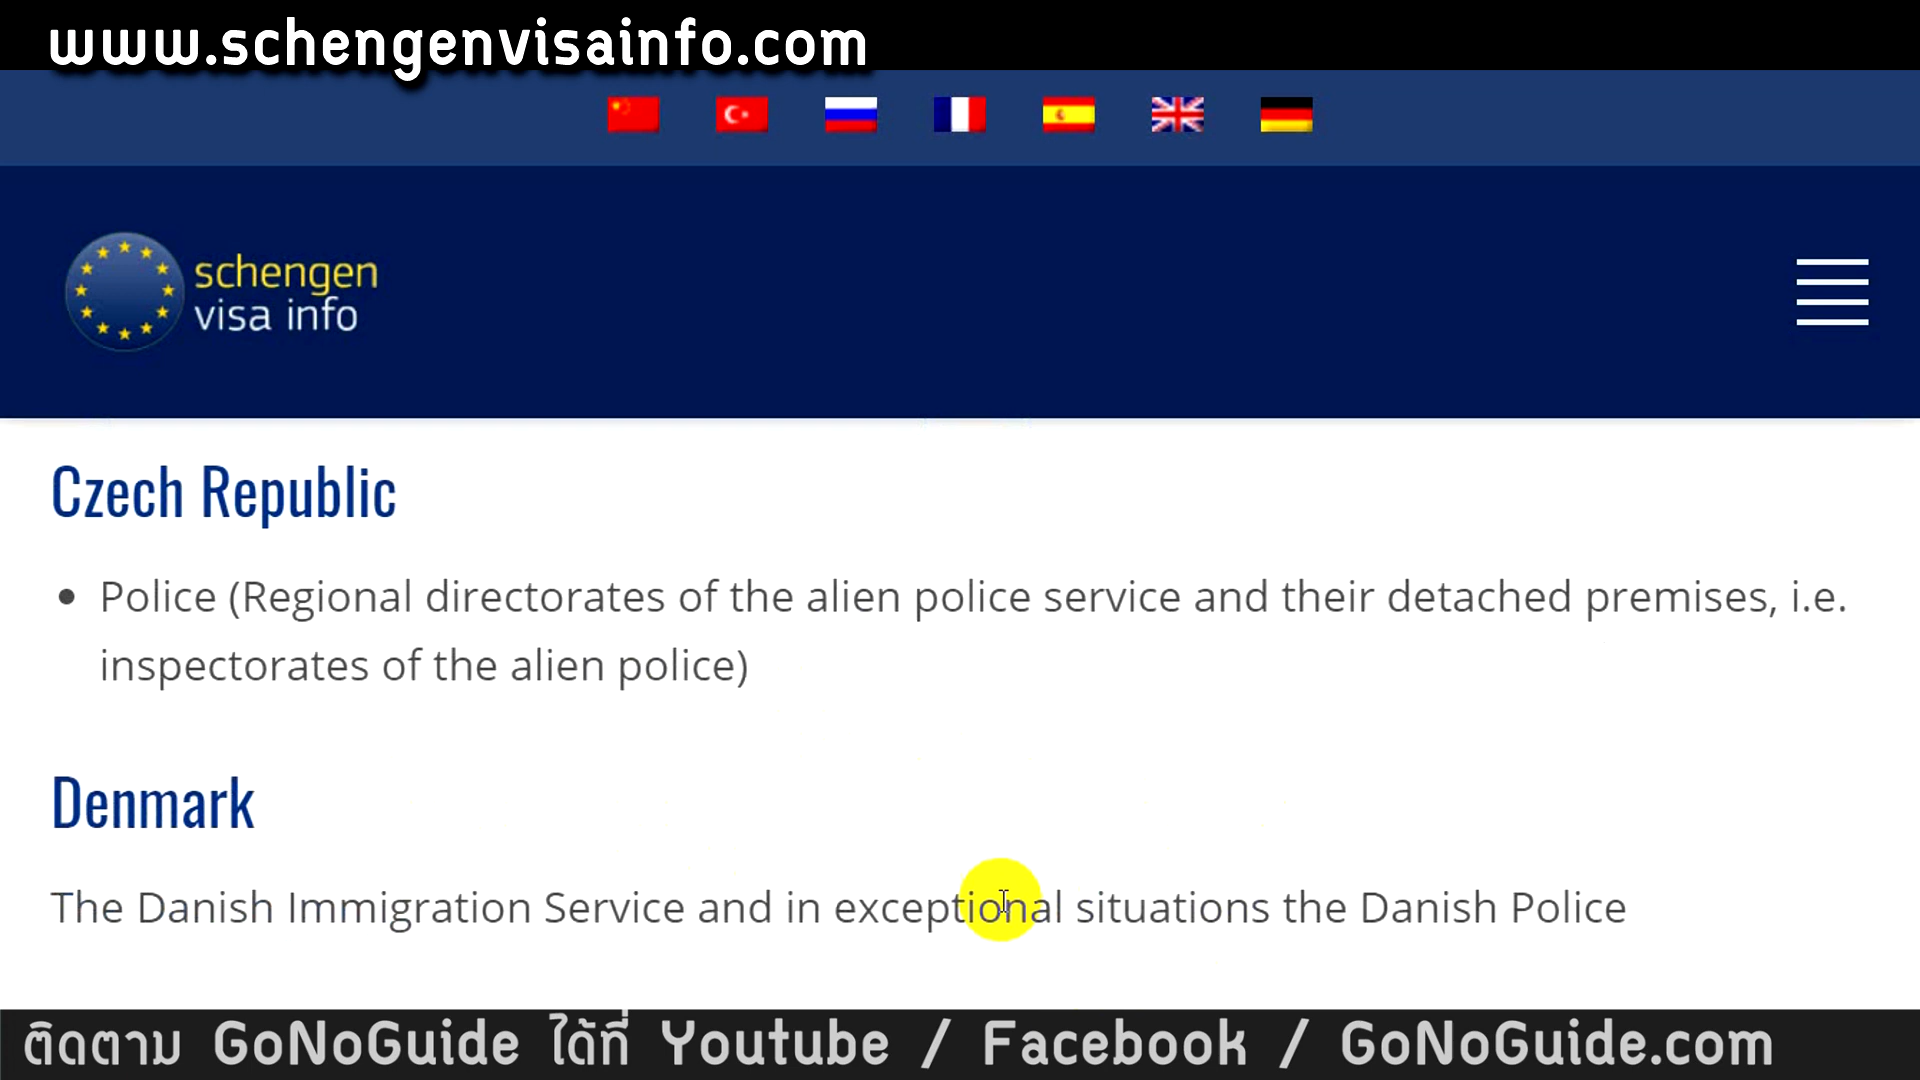 www.schengenvisainfo.com
schengen
visa info
Czech Republic
• Police (Regional directorates of the alien police service and their detached premises, i.e.
inspectorates of the alien police)
Denmark
The Danish Immigration Service and in exceptional situations the Danish Police
ติดตาม GoNoGuide ได้ที่ Youtube / Facebook / GoNoGuide.com